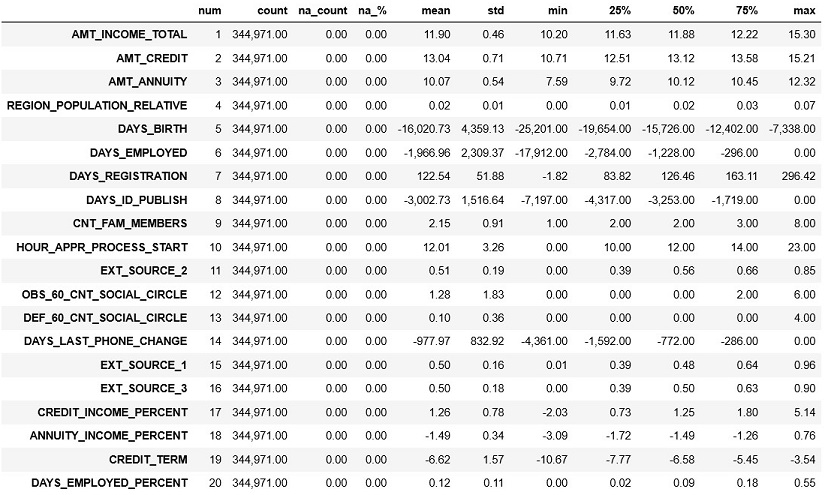 num count na_count na_% mean std min 25% 50% 75% max
AMT_INCOME_TOTAL 1 344,971.00 0.00 0.00 11.90 0.46 10.20 11.63 11.88 12.22 15.30
AMT_CREDIT 2 344,971.00 0.00 0.00 13.04 0.71 10.71 12.51 13.12 13.58 15.21
AMT_ANNUITY 3 344,971.00 0.00 0.00 10.07 0.54 7.59 9.72 10.12 10.45 12.32
REGION_POPULATION_RELATIVE 4 344,971.00 0.00 0.00 0.02 0.01 0.00 0.01 0.02 0.03 0.07
DAYS_BIRTH 5 344,971.00 0.00 0.00 -16,020.73 4,359.13 -25,201.00 -19,654.00 -15,726.00 -12,402.00 -7,338.00
DAYS_EMPLOYED 6 344,971.00 0.00 0.00 -1,966.96 2,309.37 -17,912.00 -2,784.00 -1,228.00 -296.00 0.00
DAYS_REGISTRATION 7 344,971.00 0.00 0.00 122.54 51.88 -1.82 83.82 126.46 163.11 296.42
DAYS_ID_PUBLISH 8 344,971.00 0.00 0.00 -3,002.73 1,516.64 -7,197.00 -4,317.00 -3,253.00 -1,719.00 0.00
CNT_FAM_MEMBERS 9 344,971.00 0.00 0.00 2.15 0.91 1.00 2.00 2.00 3.00 8.00
HOUR_APPR_PROCESS_START 10 344,971.00 0.00 0.00 12.01 3.26 0.00 10.00 12.00 14.00 23.00
EXT_SOURCE_2 11 344,971.00 0.00 0.00 0.51 0.19 0.00 0.39 0.56 0.66 0.85
OBS_60_CNT_SOCIAL_CIRCLE 12 344,971.00 0.00 0.00 1.28 1.83 0.00 0.00 0.00 2.00 6.00
DEF_60_CNT_SOCIAL_CIRCLE 13 344,971.00 0.00 0.00 0.10 0.36 0.00 0.00 0.00 0.00 4.00
DAYS_LAST_PHONE_CHANGE 14 344,971.00 0.00 0.00 -977.97 832.92 -4,361.00 -1,592.00 -772.00 -286.00 0.00
EXT_SOURCE_1 15 344,971.00 0.00 0.00 0.50 0.16 0.01 0.39 0.48 0.64 0.96
EXT_SOURCE_3 16 344,971.00 0.00 0.00 0.50 0.18 0.00 0.39 0.50 0.63 0.90
CREDIT_INCOME_PERCENT 17 344,971.00 0.00 0.00 1.26 0.78 -2.03 0.73 1.25 1.80 5.14
ANNUITY_INCOME_PERCENT 18 344,971.00 0.00 0.00 -1.49 0.34 -3.09 -1.72 -1.49 -1.26 0.76
CREDIT_TERM 19 344,971.00 0.00 0.00 -6.62 1.57 -10.67 -7.77 -6.58 -5.45 -3.54
DAYS_EMPLOYED_PERCENT 20 344,971.00 0.00 0.00 0.12 0.11 0.00 0.02 0.09 0.18 0.55